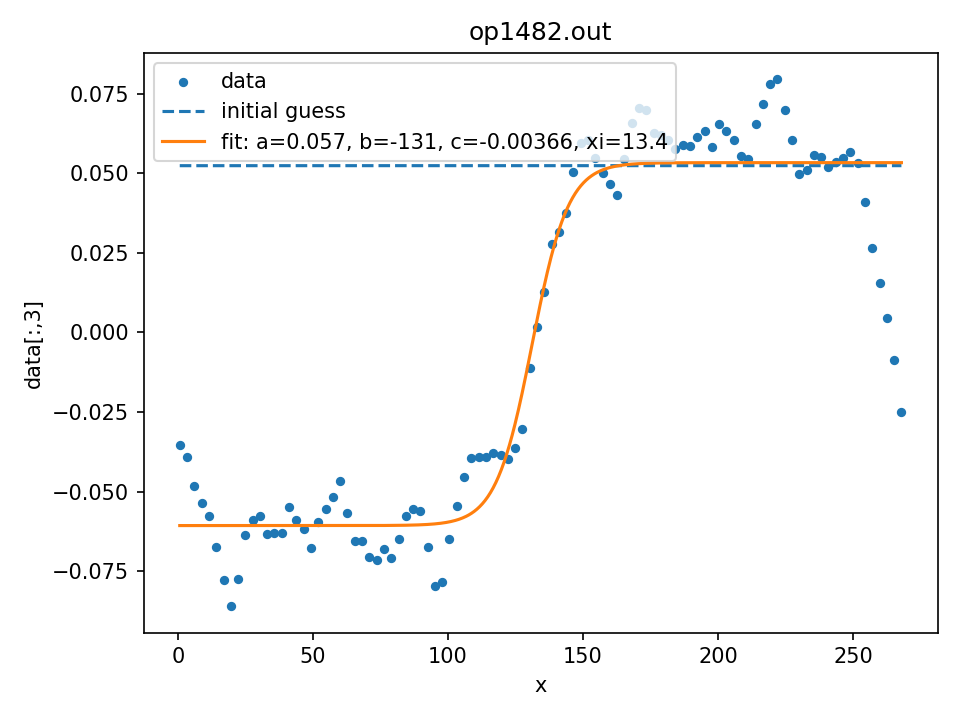 op1482.out
data
initial guess
fit: a=0.057, b=-131, c=-0.00366, xi=13.4
0.075
0.050
0.025
0.000
−0.025
−0.050
−0.075
data[:,3]
0 50 100 150 200 250
x